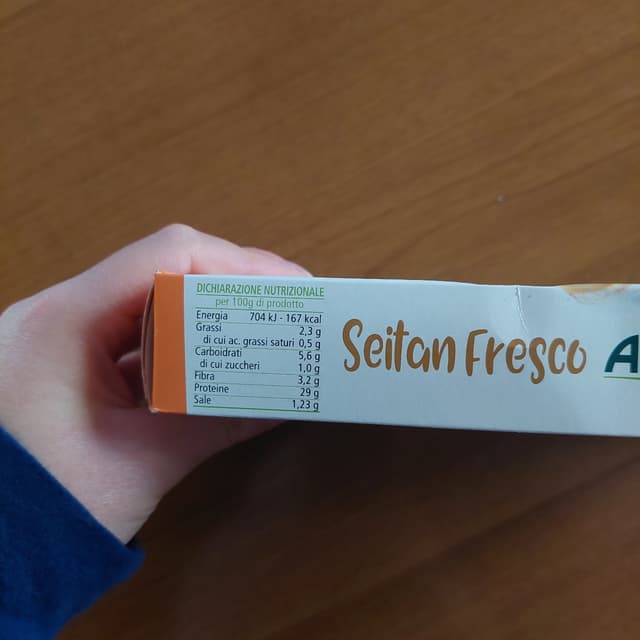 DICHIARAZIONE NUTRIZIONALE
per 100g di prodotto
Energia 704 kJ - 167 kcal
Grassi 2,3 g
di cui ac. grassi saturi 0,5 g
Carboidrati 5,6 g
di cui zuccheri 1,0 g
Fibra 3,2 g
Proteine 29 g
Sale 1,23 g
Seitan Fresco
A